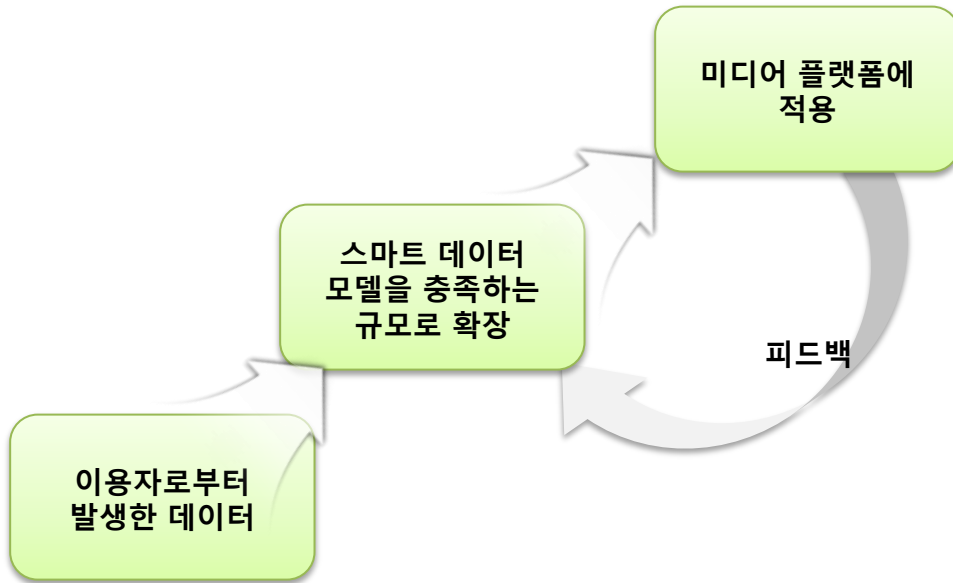 미디어 플랫폼에
적용
스마트 데이터
모델을 충족하는
규모로 확장
피드백
이용자로부터
발생한 데이터